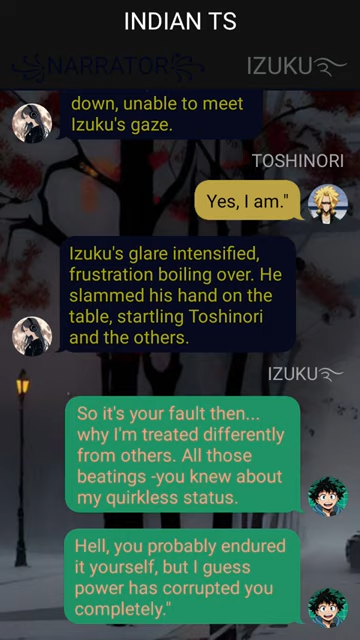 INDIAN TS
NARRATOR
IZUKU
down, unable to meet
Izuku's gaze.
TOSHINORI
Yes, I am."
Izuku's glare intensified,
frustration boiling over. He
slammed his hand on the
table, startling Toshinori
and the others.
IZUKU
So it's your fault then...
why I'm treated differently
from others. All those
beatings -you knew about
my quirkless status.
Hell, you probably endured
it yourself, but I guess
power has corrupted you
completely."